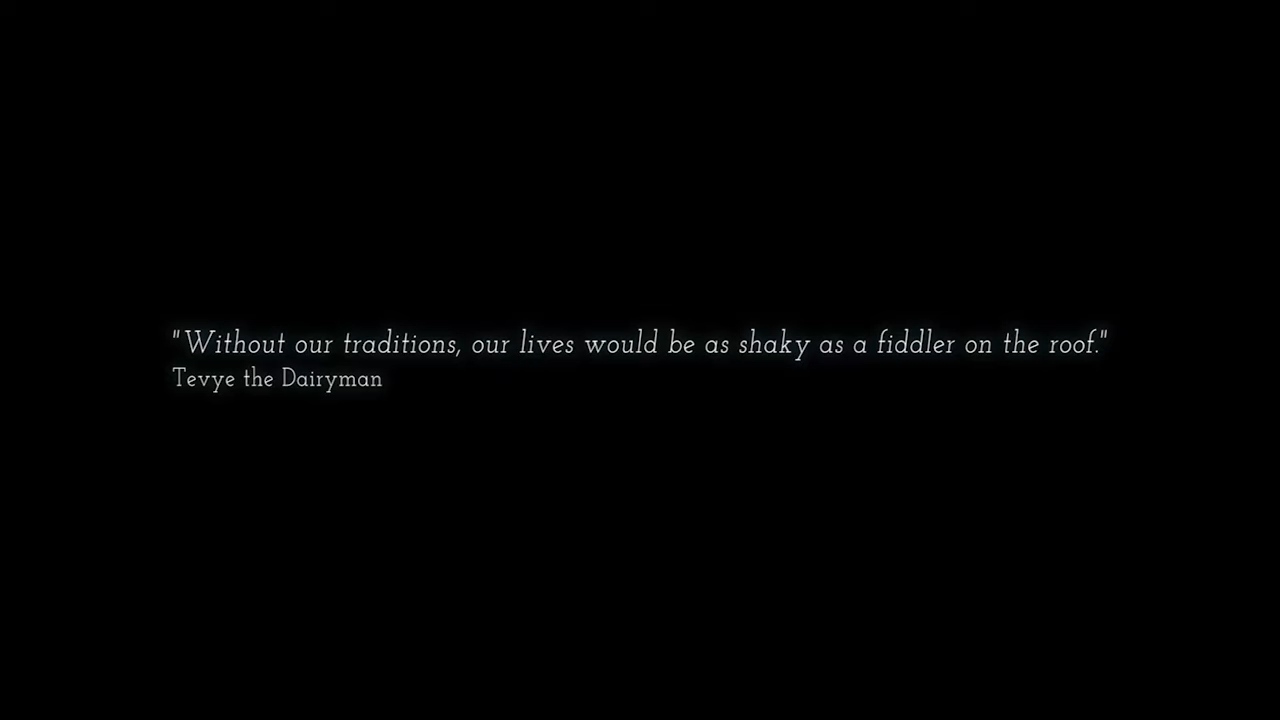 "Without our traditions, our lives would be as shaky as a fiddler on the roof."
Tevye the Dairyman